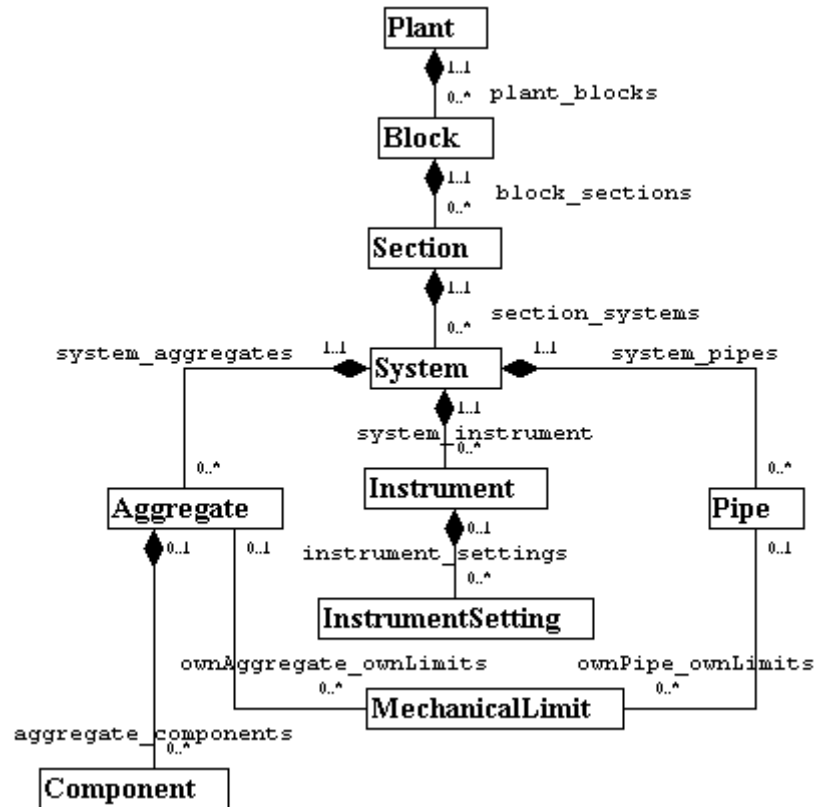 Plant
1..1
0..*
plant_blocks
Block
1..1
block_sections
0..*
Section
1..1
section_systems
0..*
system_aggregates
1..1
System
1..1
system_pipes
1..1
system_instrument
0..*
0..*
0..*
Aggregate
Instrument
Pipe
0..1
0..1
0..1
0..1
instrument_settings
0..*
InstrumentSetting
ownAggregate_ownLimits
ownPipe_ownLimits
0..*
0..*
MechanicalLimit
aggregate_components
0..*
Component